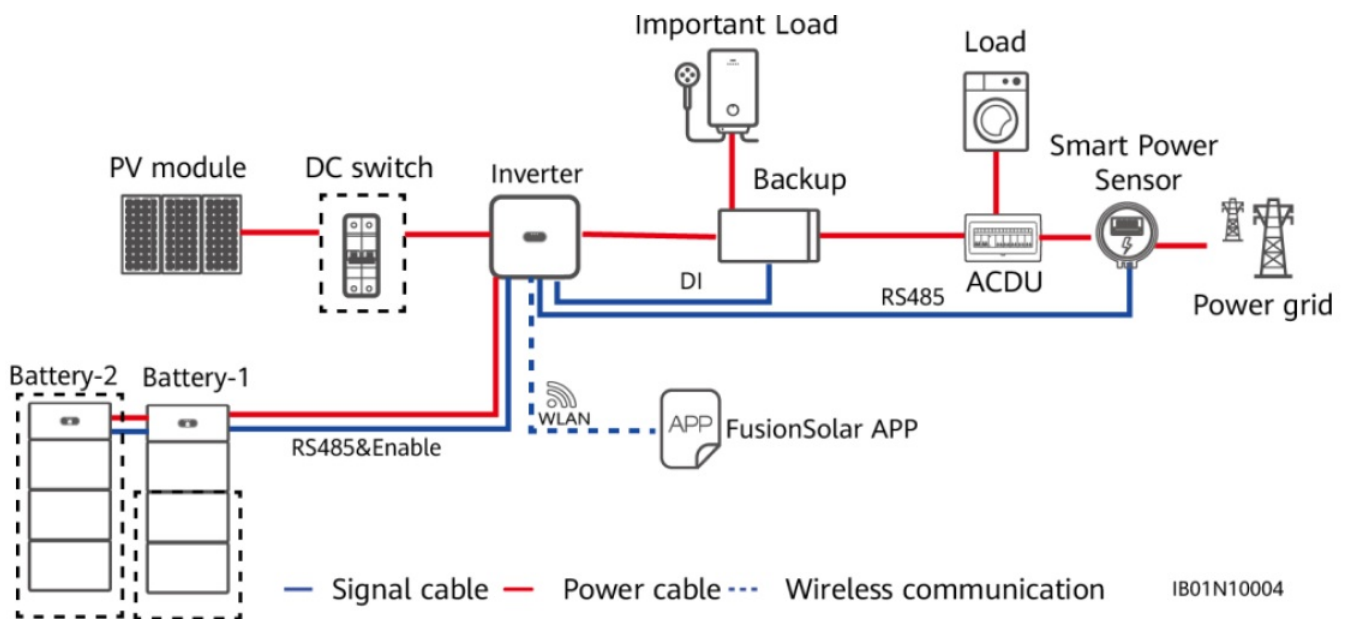 Important Load
Load
Smart Power
Sensor
PV module
DC switch
Inverter
Backup
DI
RS485
ACDU
Power grid
Battery-2
Battery-1
WLAN
APP
FusionSolar APP
RS485&Enable
Signal cable
Power cable
Wireless communication
IB01N10004